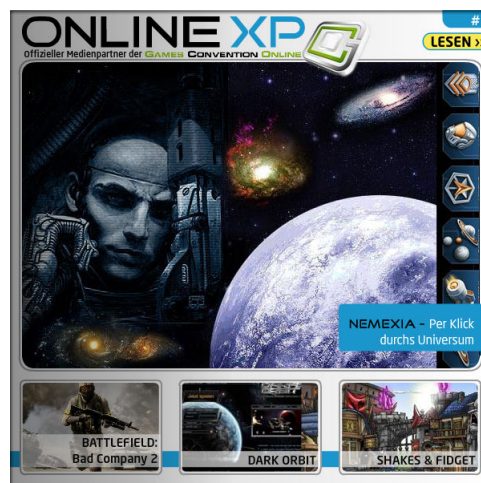 ONLINE XP
#
Offizieller Medienpartner der GAMES CONVENTION ONLINE
LESEN ›
NEMEXIA - Per Klick
durchs Universum
BATTLEFIELD:
Bad Company 2
DARK ORBIT
SHAKES & FIDGET